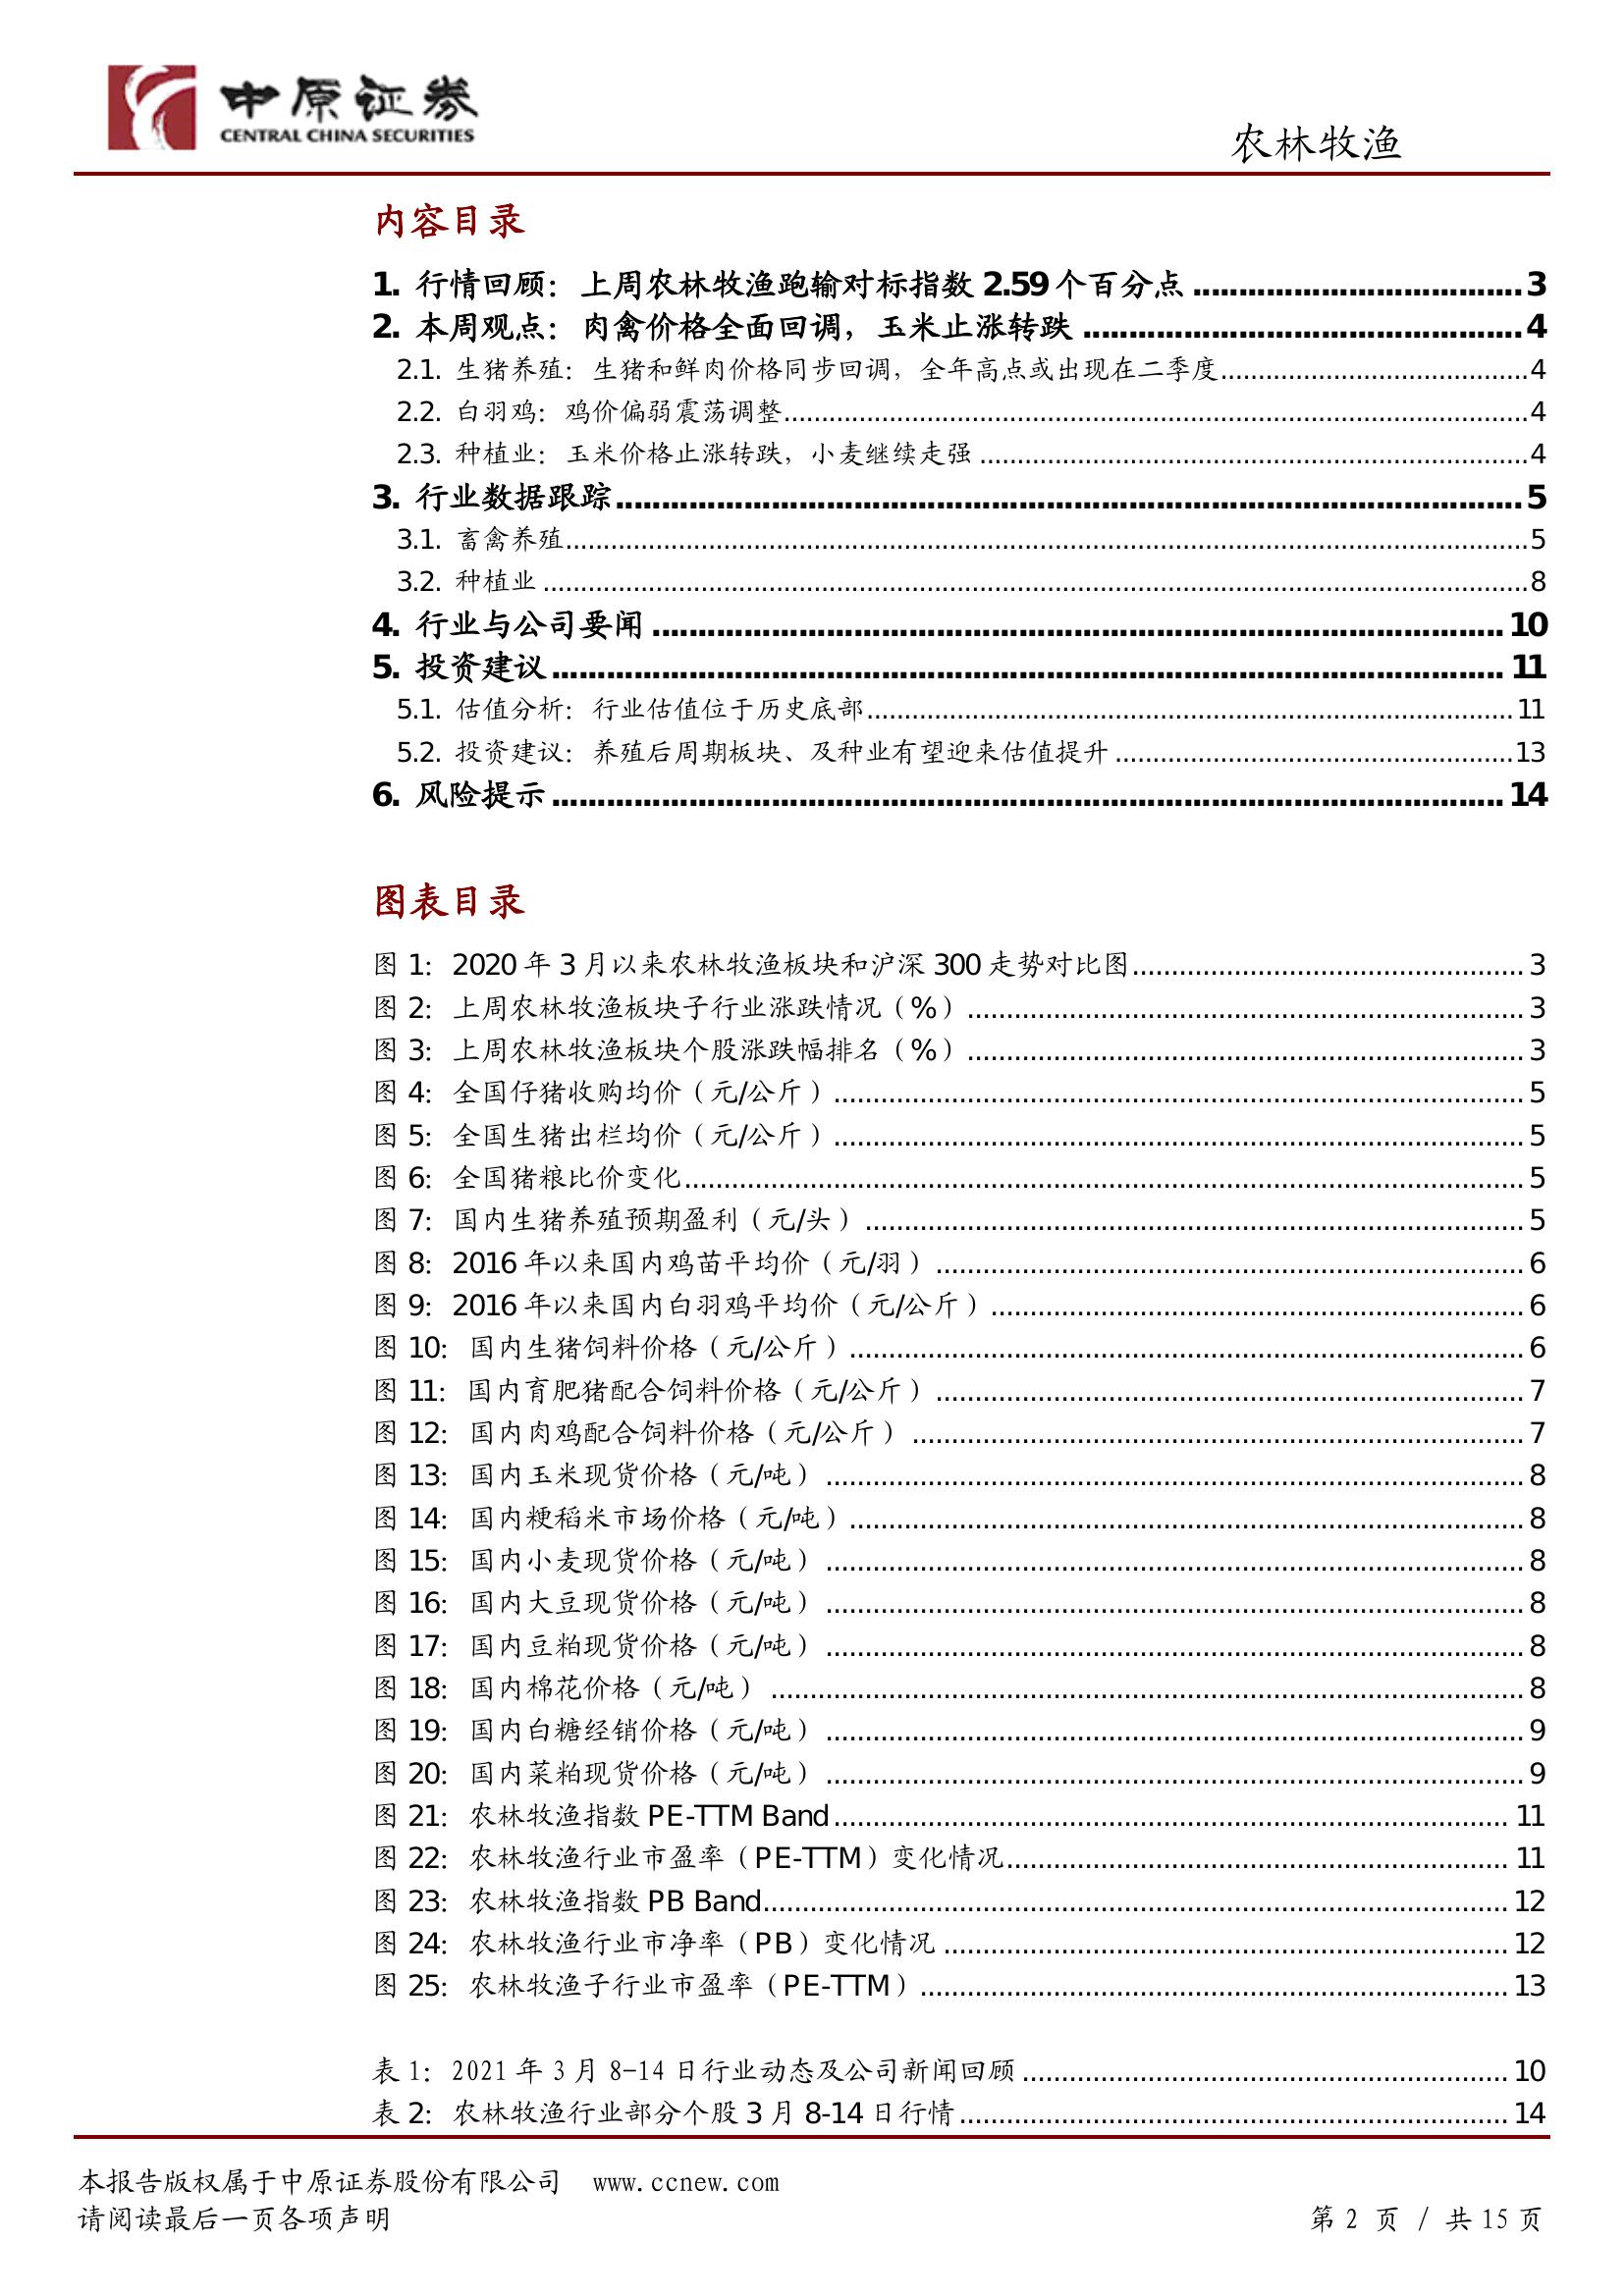 中原证券
CENTRAL CHINA SECURITIES
农林牧渔
内容目录
1. 行情回顾：上周农林牧渔跑输对标指数 2.59 个百分点 ........ 3
2. 本周观点：肉禽价格全面回调，玉米止涨转跌 ........ 4
2.1. 生猪养殖：生猪和鲜肉价格同步回调，全年高点或出现在二季度........ 4
2.2. 白羽鸡：鸡价偏弱震荡调整........ 4
2.3. 种植业：玉米价格止涨转跌，小麦继续走强 ........ 4
3. 行业数据跟踪........ 5
3.1. 畜禽养殖........ 5
3.2. 种植业 ........ 8
4. 行业与公司要闻 ........ 10
5. 投资建议 ........ 11
5.1. 估值分析：行业估值位于历史底部........ 11
5.2. 投资建议：养殖后周期板块、及种业有望迎来估值提升 ........ 13
6. 风险提示 ........ 14
图表目录
图 1：2020 年 3 月以来农林牧渔板块和沪深 300 走势对比图........ 3
图 2：上周农林牧渔板块子行业涨跌情况（%）........ 3
图 3：上周农林牧渔板块个股涨跌幅排名（%）........ 3
图 4：全国仔猪收购均价（元/公斤）........ 5
图 5：全国生猪出栏均价（元/公斤）........ 5
图 6：全国猪粮比价变化........ 5
图 7：国内生猪养殖预期盈利（元/头）........ 5
图 8：2016 年以来国内鸡苗平均价（元/羽）........ 6
图 9：2016 年以来国内白羽鸡平均价（元/公斤）........ 6
图 10：国内生猪饲料价格（元/公斤）........ 6
图 11：国内育肥猪配合饲料价格（元/公斤）........ 7
图 12：国内肉鸡配合饲料价格（元/公斤）........ 7
图 13：国内玉米现货价格（元/吨）........ 8
图 14：国内粳稻米市场价格（元/吨）........ 8
图 15：国内小麦现货价格（元/吨）........ 8
图 16：国内大豆现货价格（元/吨）........ 8
图 17：国内豆粕现货价格（元/吨）........ 8
图 18：国内棉花价格（元/吨）........ 8
图 19：国内白糖经销价格（元/吨）........ 9
图 20：国内菜粕现货价格（元/吨）........ 9
图 21：农林牧渔指数 PE-TTM Band........ 11
图 22：农林牧渔行业市盈率（PE-TTM）变化情况........ 11
图 23：农林牧渔指数 PB Band........ 12
图 24：农林牧渔行业市净率（PB）变化情况 ........ 12
图 25：农林牧渔子行业市盈率（PE-TTM）........ 13
表 1：2021 年 3 月 8-14 日行业动态及公司新闻回顾 ........ 10
表 2：农林牧渔行业部分个股 3 月 8-14 日行情........ 14
本报告版权属于中原证券股份有限公司 www.ccnew.com
请阅读最后一页各项声明 第 2 页 / 共 15 页